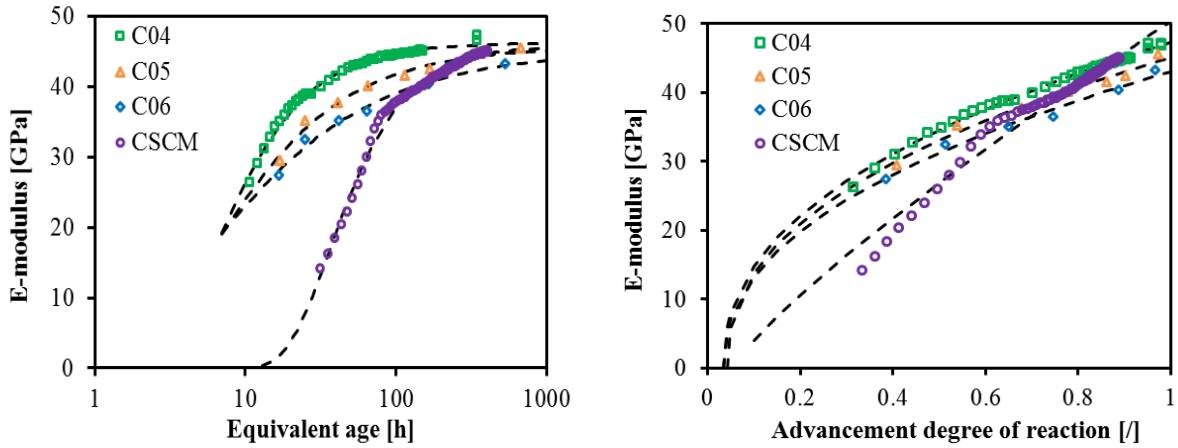 E-modulus [GPa]
50
40
30
20
10
0
C04
C05
C06
CSCM
1
10
100
1000
Equivalent age [h]
E-modulus [GPa]
50
40
30
20
10
0
C04
C05
C06
CSCM
0
0.2
0.4
0.6
0.8
1
Advancement degree of reaction [/]